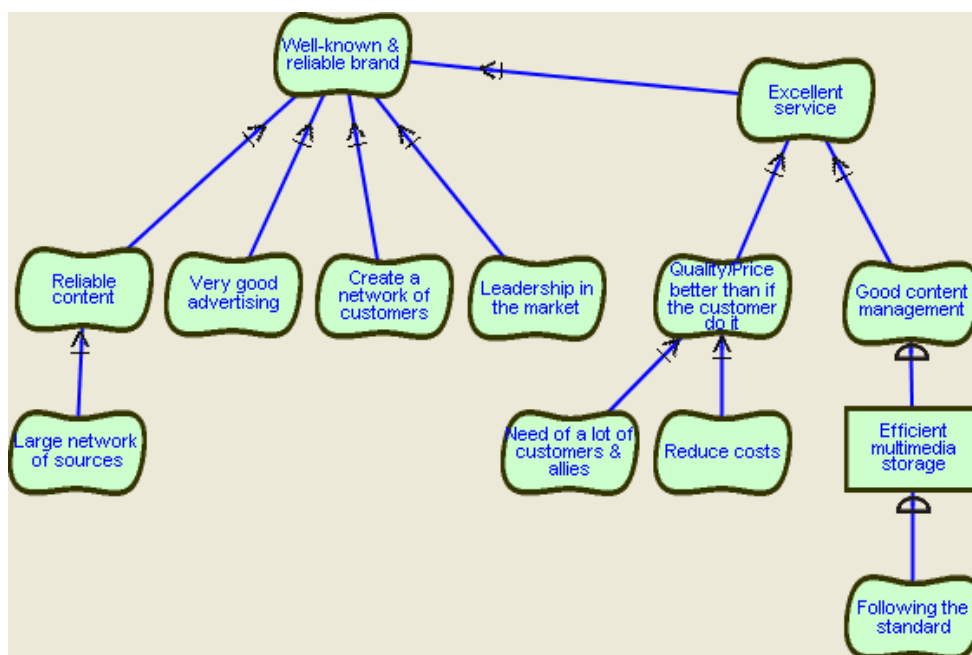 Well-known &
reliable brand
Excellent
service
Reliable
content
Very good
advertising
Create a
network of
customers
Leadership in
the market
Quality/Price
better than if
the customer
do it
Good content
management
Large network
of sources
Need of a lot of
customers &
allies
Reduce costs
Efficient
multimedia
storage
Following the
standard